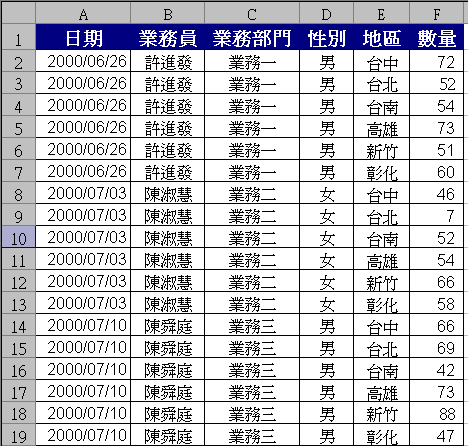 A B C D E F
1 日期 業務員 業務部門 性別 地區 數量
2 2000/06/26 許進發 業務一 男 台中 72
3 2000/06/26 許進發 業務一 男 台北 52
4 2000/06/26 許進發 業務一 男 台南 54
5 2000/06/26 許進發 業務一 男 高雄 73
6 2000/06/26 許進發 業務一 男 新竹 51
7 2000/06/26 許進發 業務一 男 彰化 60
8 2000/07/03 陳淑慧 業務二 女 台中 46
9 2000/07/03 陳淑慧 業務二 女 台北 7
10 2000/07/03 陳淑慧 業務二 女 台南 52
11 2000/07/03 陳淑慧 業務二 女 高雄 54
12 2000/07/03 陳淑慧 業務二 女 新竹 66
13 2000/07/03 陳淑慧 業務二 女 彰化 58
14 2000/07/10 陳舜庭 業務三 男 台中 66
15 2000/07/10 陳舜庭 業務三 男 台北 69
16 2000/07/10 陳舜庭 業務三 男 台南 42
17 2000/07/10 陳舜庭 業務三 男 高雄 73
18 2000/07/10 陳舜庭 業務三 男 新竹 88
19 2000/07/10 陳舜庭 業務三 男 彰化 47